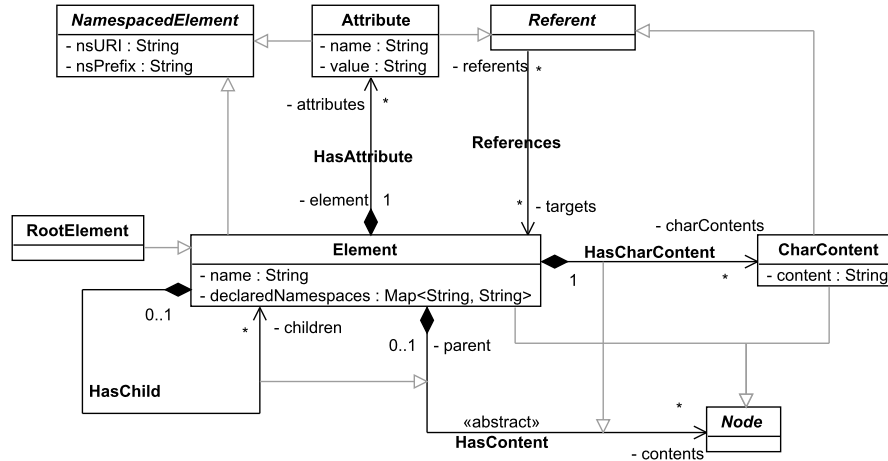 NamespacedElement
- nsURI : String
- nsPrefix : String
Attribute
- name : String
- value : String
Referent
- referents
*
- attributes
*
HasAttribute
References
- element
1
*
- targets
RootElement
Element
- name : String
- declaredNamespaces : Map<String, String>
- charContents
HasCharContent
1
*
CharContent
- content : String
0..1
*
- children
0..1
- parent
HasChild
«abstract»
HasContent
*
- contents
Node